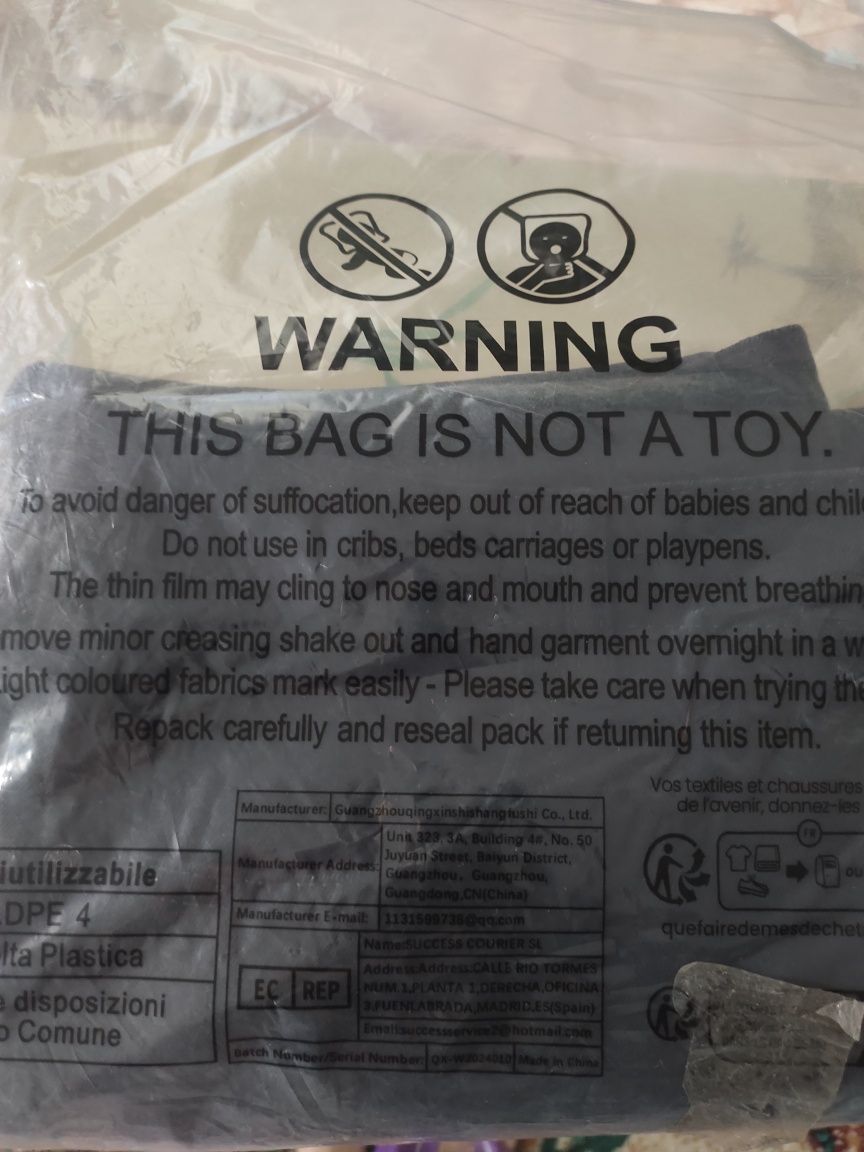 WARNING
THIS BAG IS NOT A TOY.
To avoid danger of suffocation,keep out of reach of babies and chil
Do not use in cribs, beds carriages or playpens.
The thin film may cling to nose and mouth and prevent breathin
move minor creasing shake out and hand garment overnight in a w
ight coloured fabrics mark easily - Please take care when trying the
Repack carefully and reseal pack if returning this item.
Vos textiles et chaussures
de l'avenir, donnez-les
FR
ou
quefairedemesdechet
iutilizzabile
LDPE 4
lta Plastica
e disposizioni
o Comune
Manufacturer: Guangzhouqingxinshishangfushi Co., Ltd.
Manufacturer Address: Unit 323, 3A, Building 4#, No. 50
Juyuan Street, Baiyun District,
Guangzhou, Guangzhou,
Guangdong,CN(China)
Manufacturer E-mail: 1131599738@qq.com
EC REP
Name:SUCCESS COURIER SL
Address:Address:CALLE RIO TORMES
NUM.1,PLANTA 1,DERECHA,OFICINA
3,FUENLABRADA,MADRID,ES(Spain)
Email:successservice2@hotmail.com
Batch Number/Serial Number: QX-W2024010 Made in China